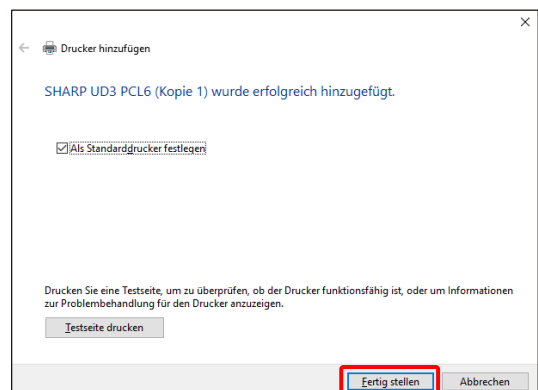 Drucker hinzufügen
SHARP UD3 PCL6 (Kopie 1) wurde erfolgreich hinzugefügt.
Als Standarddrucker festlegen
Drucken Sie eine Testseite, um zu überprüfen, ob der Drucker funktionsfähig ist, oder um Informationen
zur Problembehandlung für den Drucker anzuzeigen.
Testseite drucken
Fertig stellen Abbrechen